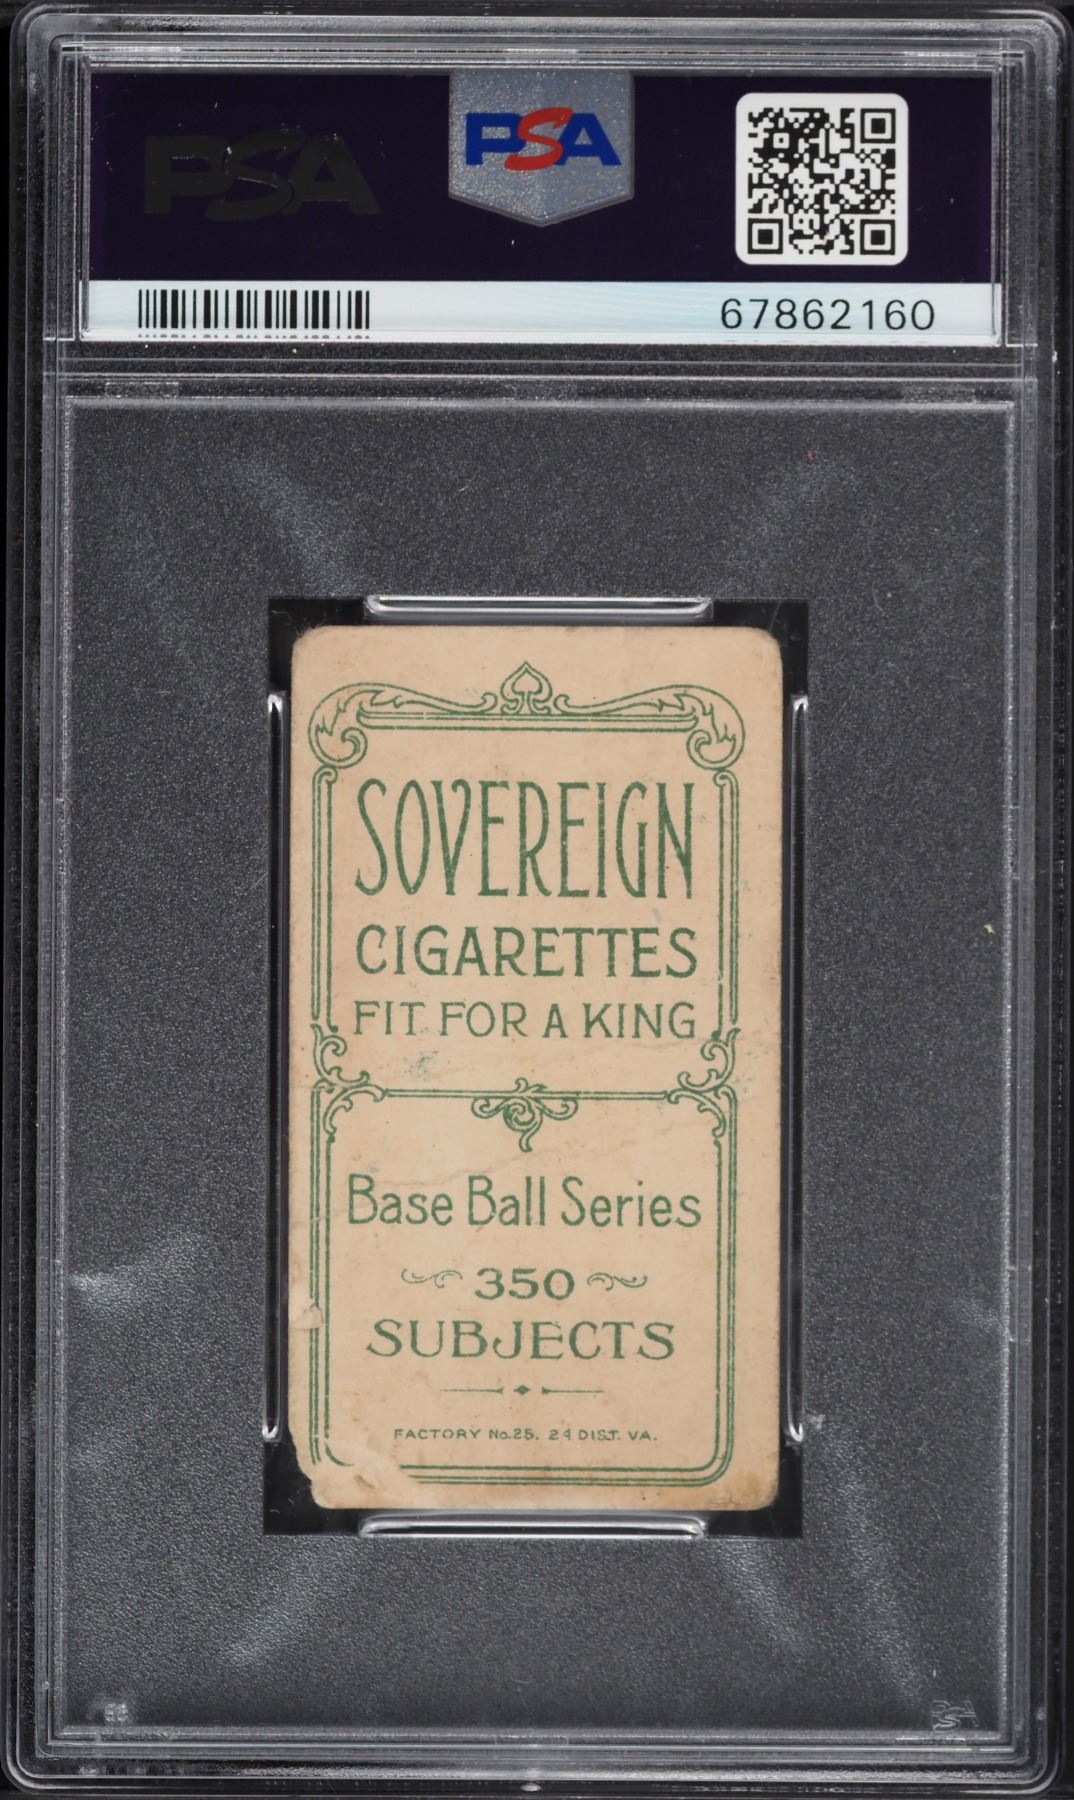 PSA
PSA
67862160
SOVEREIGN
CIGARETTES
FIT FOR A KING
Base Ball Series
350
SUBJECTS
FACTORY No. 25. 2d DIST. VA.
PSA